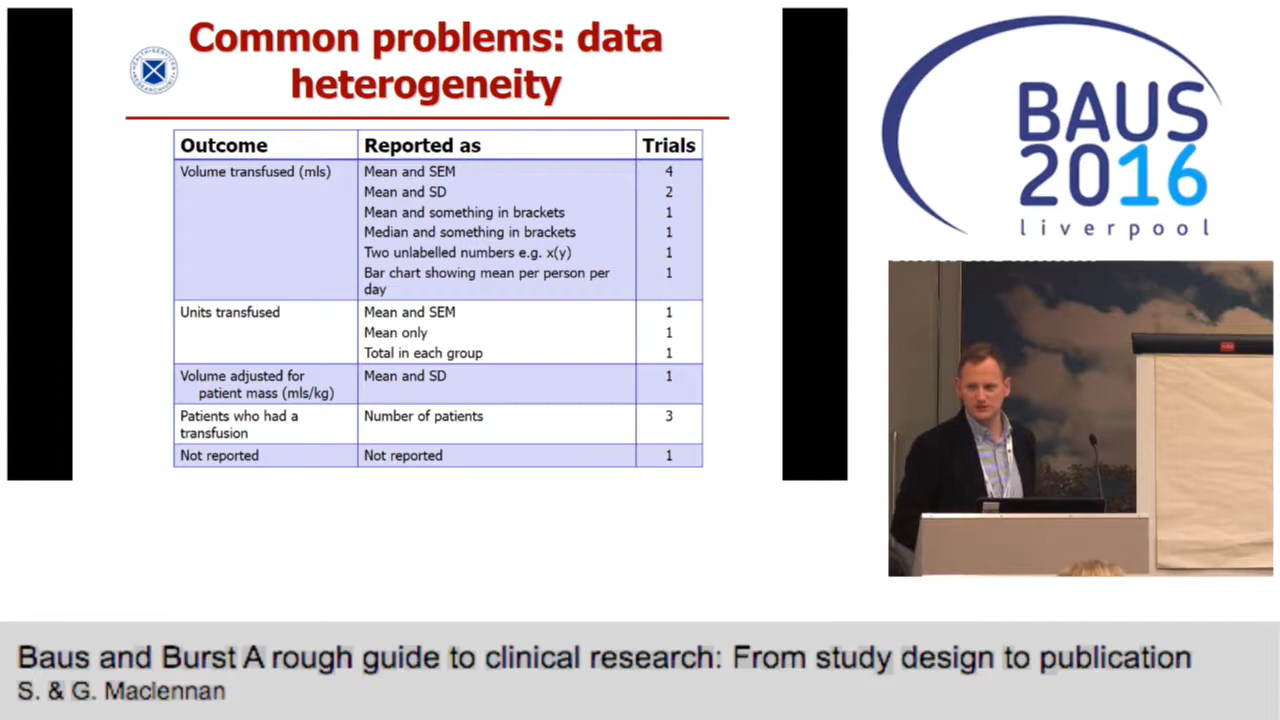 Common problems: data
heterogeneity
Outcome Reported as Trials
Volume transfused (mls) Mean and SEM 4
Mean and SD 2
Mean and something in brackets 1
Median and something in brackets 1
Two unlabelled numbers e.g. x(y) 1
Bar chart showing mean per person per 1
day
Units transfused Mean and SEM 1
Mean only 1
Total in each group 1
Volume adjusted for Mean and SD 1
patient mass (mls/kg)
Patients who had a Number of patients 3
transfusion
Not reported Not reported 1
BAUS
2016
liverpool
Baus and Burst A rough guide to clinical research: From study design to publication
S. & G. Maclennan